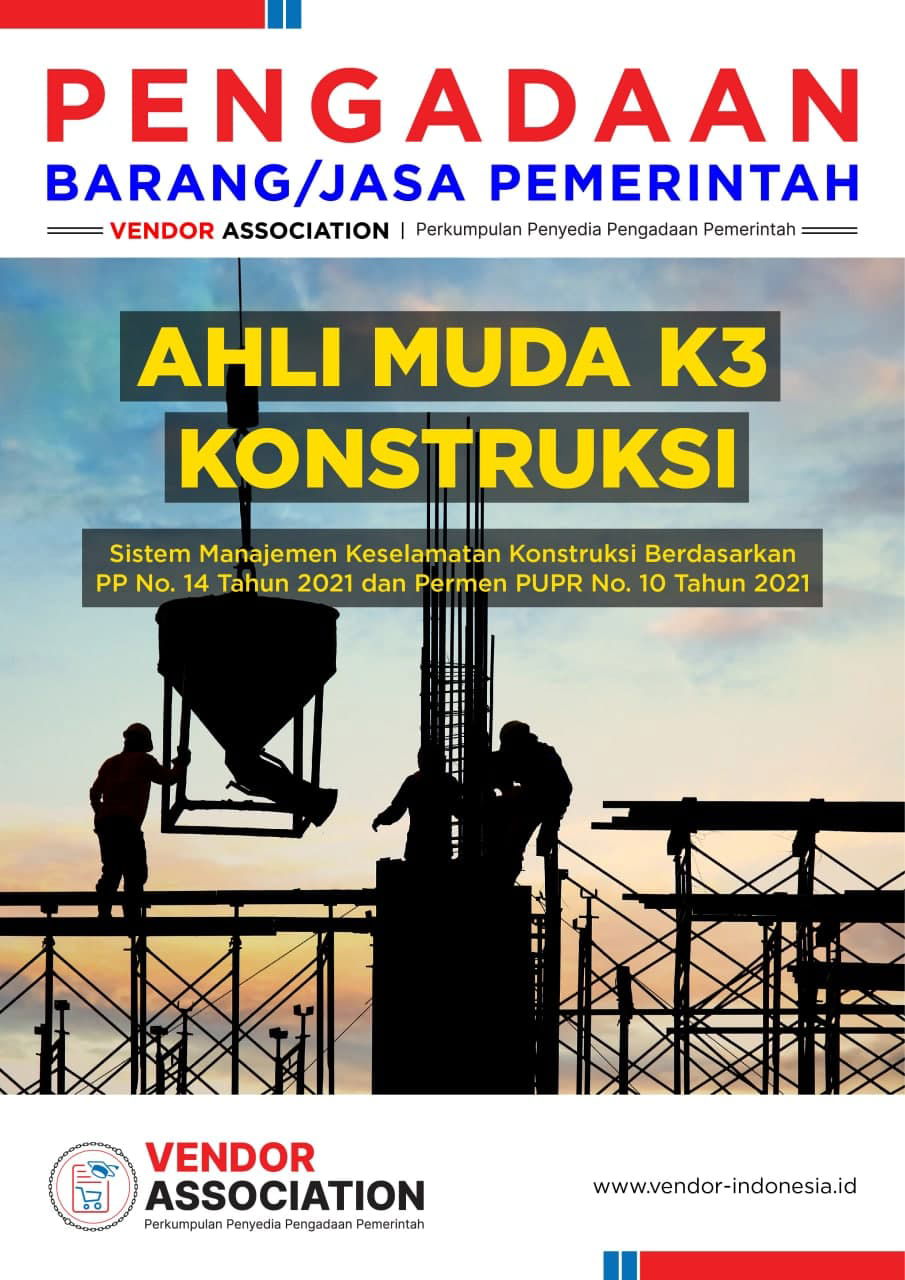 PENGADAAN
BARANG/JASA PEMERINTAH
VENDOR ASSOCIATION | Perkumpulan Penyedia Pengadaan Pemerintah
AHLI MUDA K3
KONSTRUKSI
Sistem Manajemen Keselamatan Konstruksi Berdasarkan
PP No. 14 Tahun 2021 dan Permen PUPR No. 10 Tahun 2021
VENDOR
ASSOCIATION
Perkumpulan Penyedia Pengadaan Pemerintah
www.vendor-indonesia.id